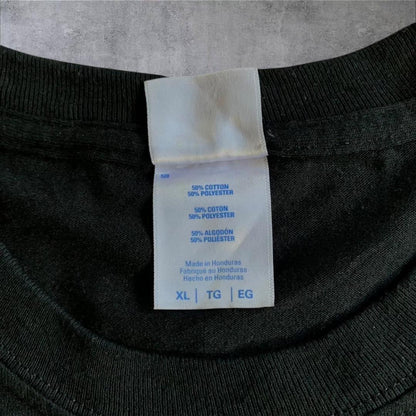 50% COTTON
50% POLYESTER
50% COTON
50% POLYESTER
50% ALGODÓN
50% POLIÉSTER
Made in Honduras
Fabriqué au Honduras
Hecho en Honduras
XL | TG | EG